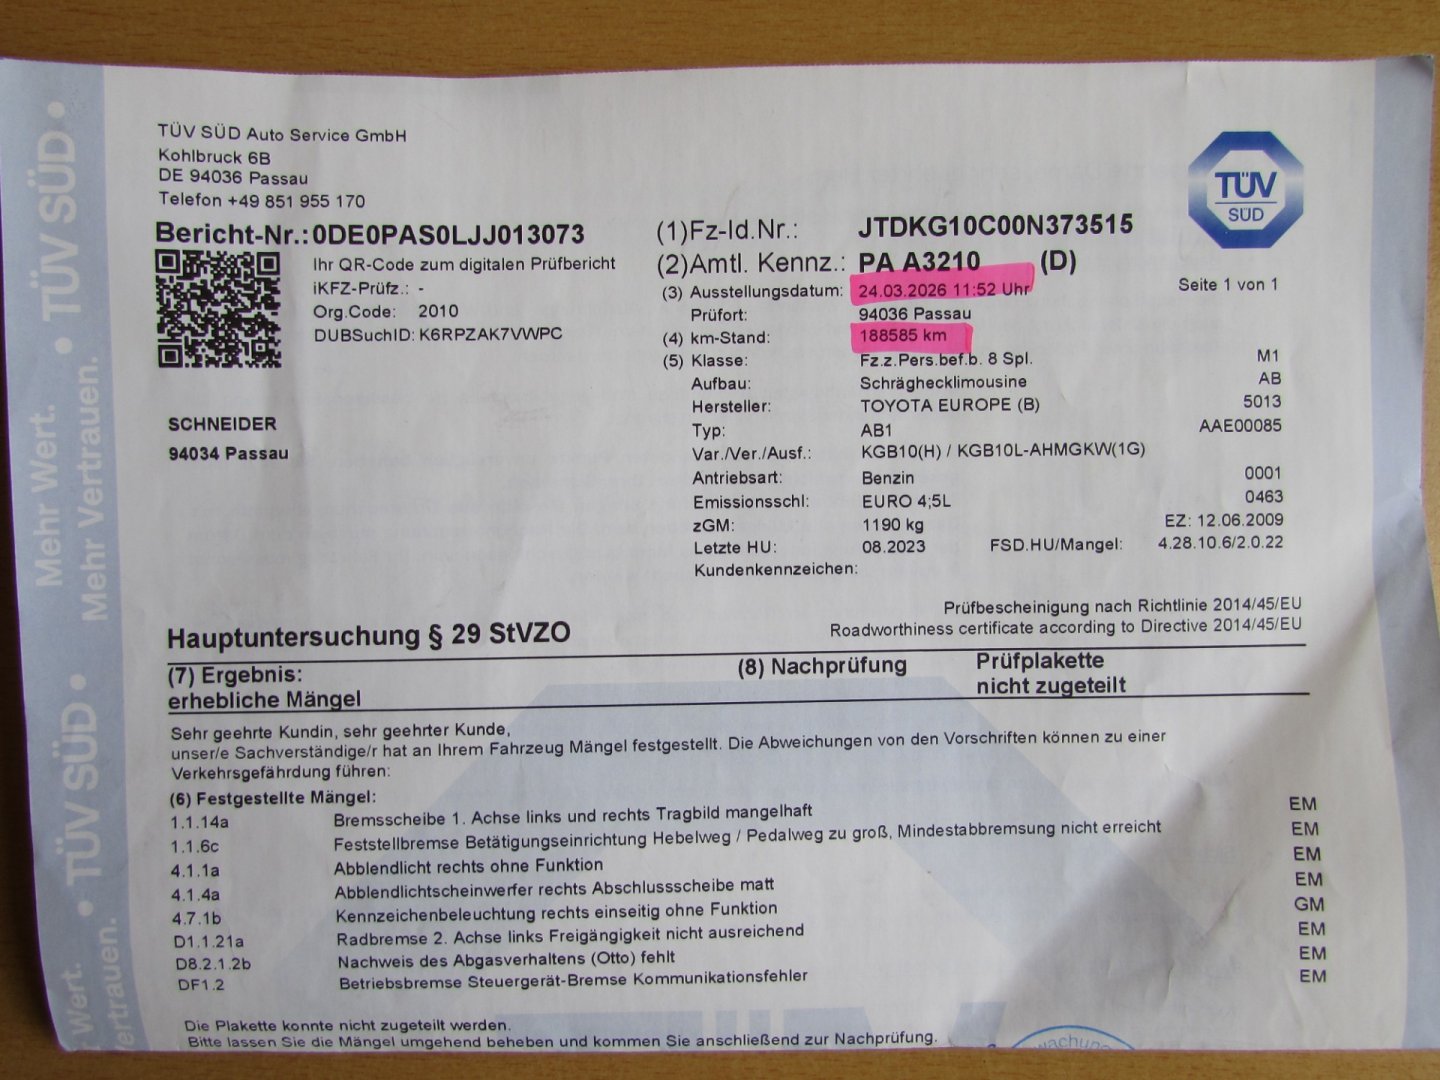 TÜV SÜD Auto Service GmbH
Kohlbruck 6B
DE 94036 Passau
Telefon +49 851 955 170
TÜV
SÜD
Bericht-Nr.: 0DE0PAS0LJJ013073
Ihr QR-Code zum digitalen Prüfbericht
iKFZ-Prüfz.: -
Org.Code: 2010
DUBSuchID: K6RPZAK7VWPC
SCHNEIDER
94034 Passau
(1)Fz-Id.Nr.: JTDKG10C00N373515
(2)Amtl. Kennz.: PA A3210 (D)
(3) Ausstellungsdatum: 24.03.2026 11:52 Uhr Seite 1 von 1
Prüfort: 94036 Passau
(4) km-Stand: 188585 km
(5) Klasse: Fz.z.Pers.bef.b. 8 Spl. M1
Aufbau: Schräghecklimousine AB
Hersteller: TOYOTA EUROPE (B) 5013
Typ: AB1 AAE00085
Var./Ver./Ausf.: KGB10(H) / KGB10L-AHMGKW(1G)
Antriebsart: Benzin 0001
Emissionsschl: EURO 4;5L 0463
zGM: 1190 kg EZ: 12.06.2009
Letzte HU: 08.2023 FSD.HU/Mangel: 4.28.10.6/2.0.22
Kundenkennzeichen:
Prüfbescheinigung nach Richtlinie 2014/45/EU
Roadworthiness certificate according to Directive 2014/45/EU
Hauptuntersuchung § 29 StVZO
(7) Ergebnis: (8) Nachprüfung Prüfplakette
erhebliche Mängel nicht zugeteilt
Sehr geehrte Kundin, sehr geehrter Kunde,
unser/e Sachverständige/r hat an Ihrem Fahrzeug Mängel festgestellt. Die Abweichungen von den Vorschriften können zu einer
Verkehrsgefährdung führen:
(6) Festgestellte Mängel:
1.1.14a Bremsscheibe 1. Achse links und rechts Tragbild mangelhaft EM
1.1.6c Feststellbremse Betätigungseinrichtung Hebelweg / Pedalweg zu groß, Mindestabbremsung nicht erreicht EM
4.1.1a Abblendlicht rechts ohne Funktion EM
4.1.4a Abblendlichtscheinwerfer rechts Abschlussscheibe matt EM
4.7.1b Kennzeichenbeleuchtung rechts einseitig ohne Funktion GM
D1.1.21a Radbremse 2. Achse links Freigängigkeit nicht ausreichend EM
D8.2.1.2b Nachweis des Abgasverhaltens (Otto) fehlt EM
DF1.2 Betriebsbremse Steuergerät-Bremse Kommunikationsfehler EM
Die Plakette konnte nicht zugeteilt werden.
Bitte lassen Sie die Mängel umgehend beheben und kommen Sie anschließend zur Nachprüfung.
TÜV SÜD •
Mehr Wert.
Mehr Vertrauen.
• TÜV SÜD •
Wert.